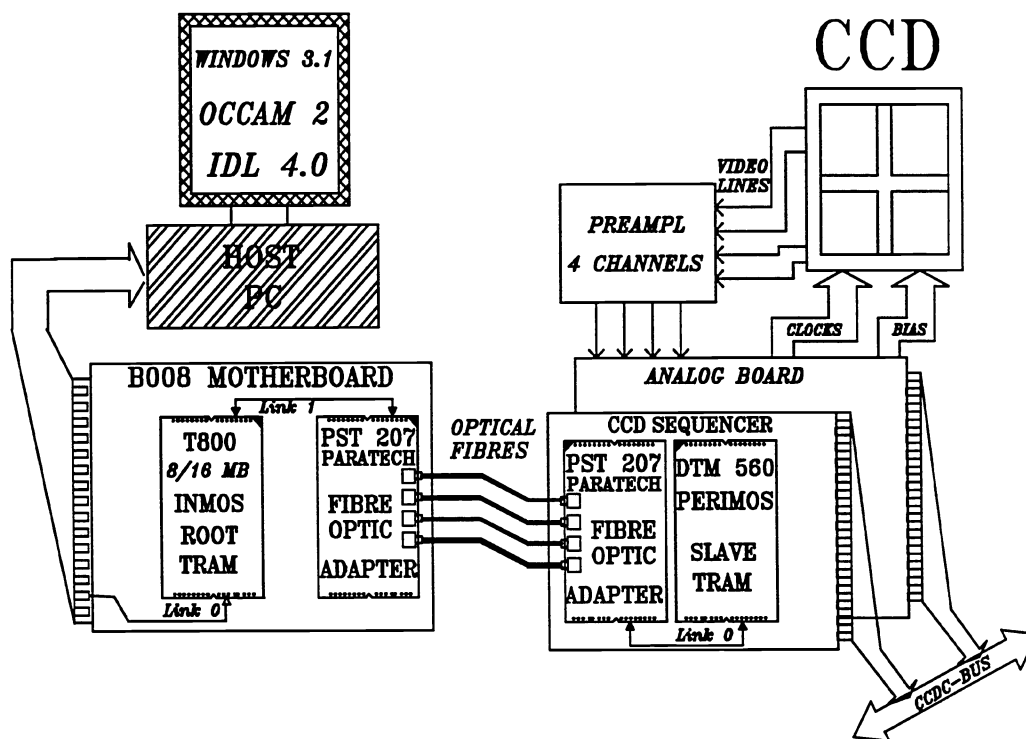 WINDOWS 3.1
OCCAM 2
IDL 4.0
HOST
PC
CCD
VIDEO
LINES
PREAMPL
4 CHANNELS
CLOCKS
BIAS
B008 MOTHERBOARD
Link 1
T800
8/16 MB
INMOS
ROOT
TRAM
Link 0
PST 207
PARATECH
FIBRE
OPTIC
ADAPTER
OPTICAL
FIBRES
ANALOG BOARD
CCD SEQUENCER
PST 207
PARATECH
FIBRE
OPTIC
ADAPTER
DTM 560
PERIMOS
SLAVE
TRAM
Link 0
CCDC-BUS